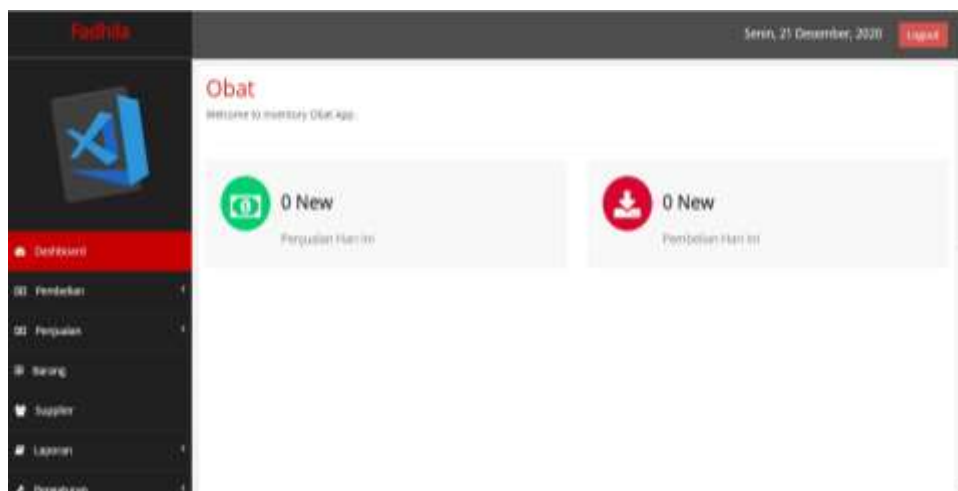 Fadhila
Senin, 21 Desember, 2020
Logout
Obat
Welcome to Inventory Obat App.
0 New
Penjualan Hari Ini
0 New
Pembelian Hari Ini
Dashboard
Pembelian
Penjualan
Barang
Supplier
Laporan
Pengaturan